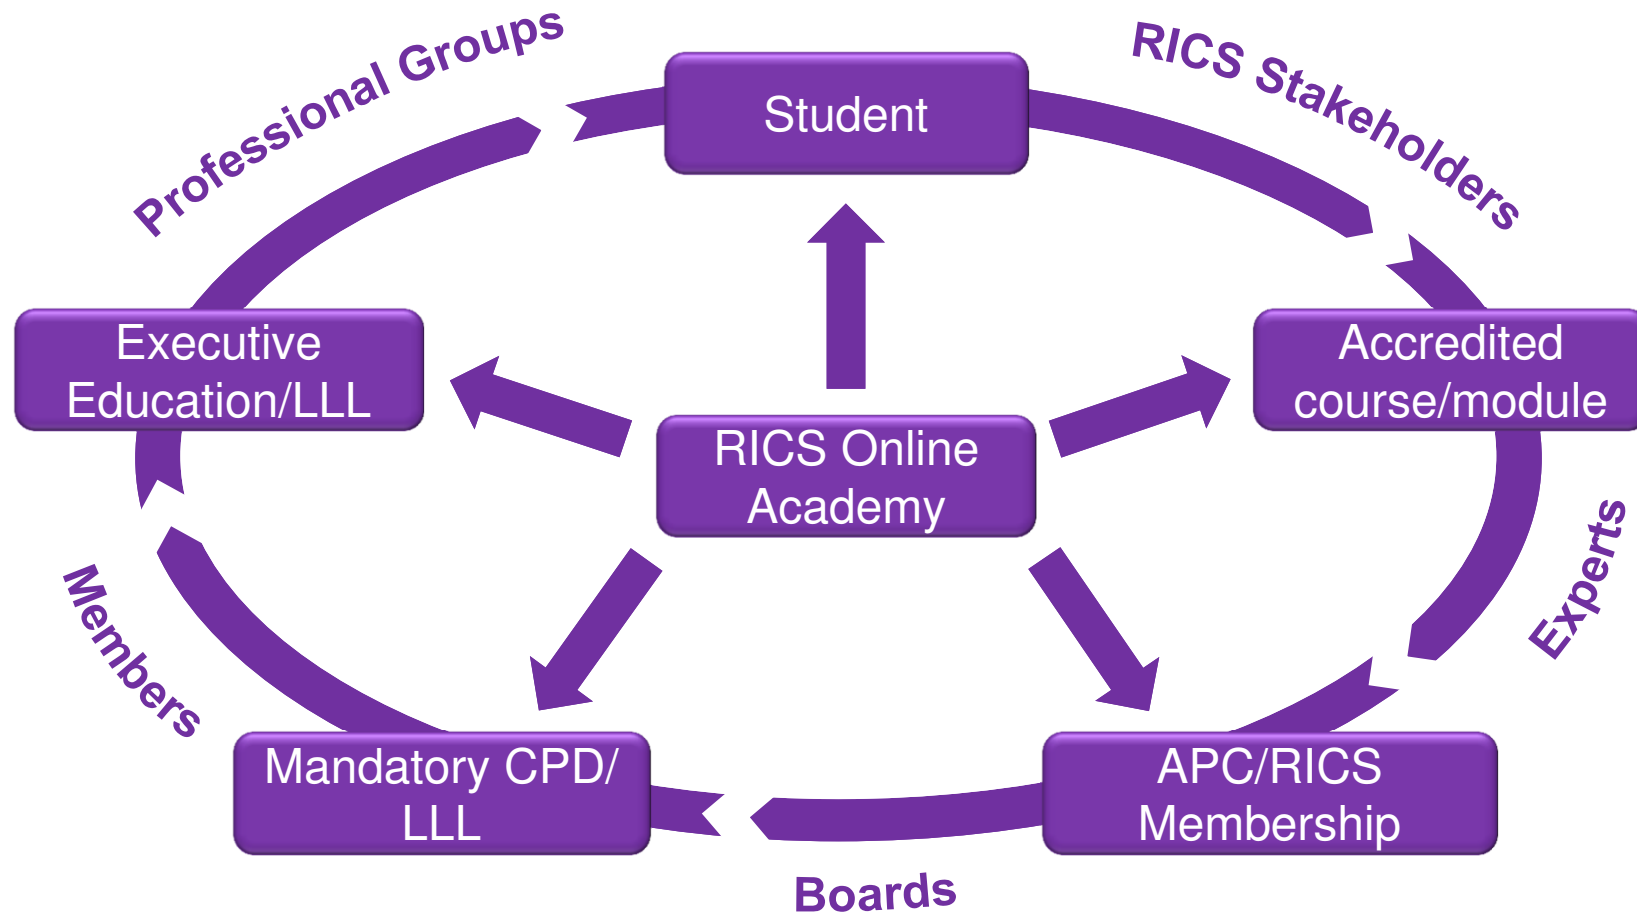 Professional Groups
RICS Stakeholders
Student
Executive
Education/LLL
Accredited
course/module
RICS Online
Academy
Members
Experts
Mandatory CPD/
LLL
APC/RICS
Membership
Boards